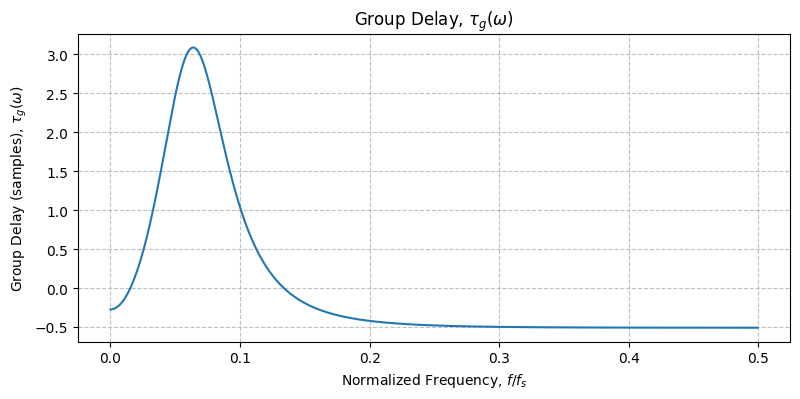 Group Delay, τg(ω)
Group Delay (samples), τg(ω)
3.0
2.5
2.0
1.5
1.0
0.5
0.0
−0.5
0.0 0.1 0.2 0.3 0.4 0.5
Normalized Frequency, f/fs